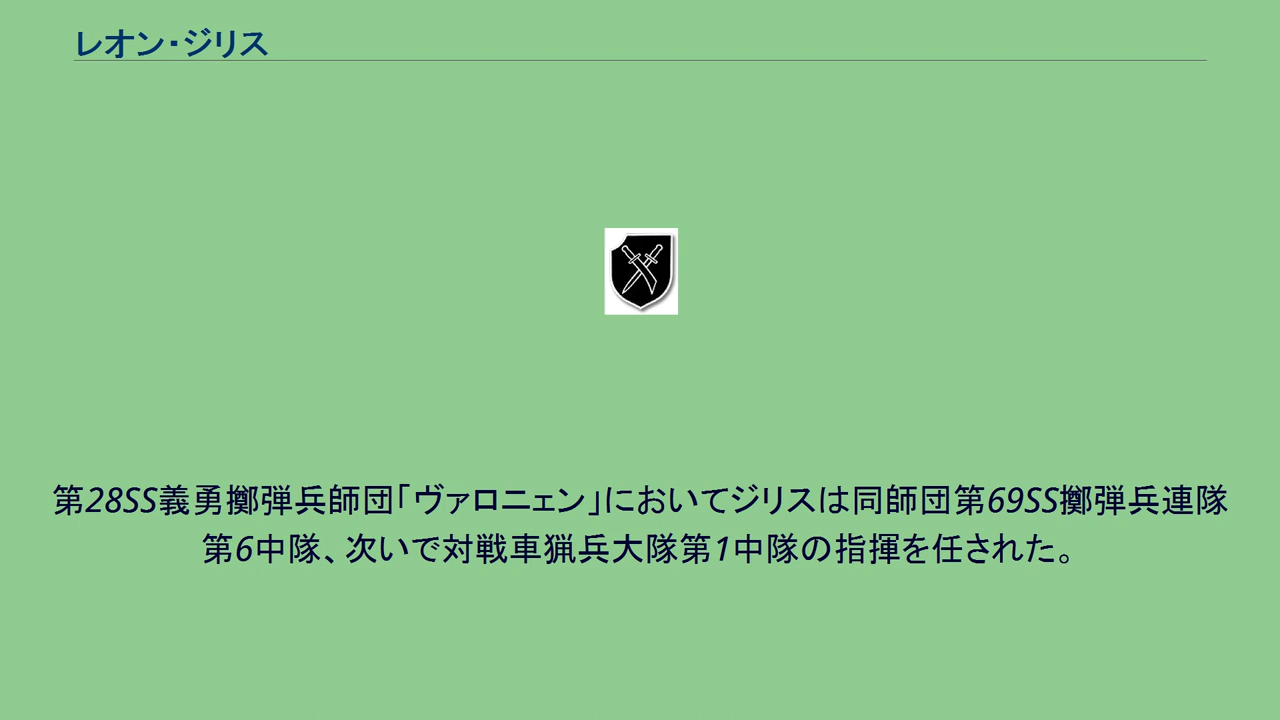 レオン・ジリス
第28SS義勇擲弾兵師団「ヴァロニェン」においてジリスは同師団第69SS擲弾兵連隊
第6中隊、次いで対戦車猟兵大隊第1中隊の指揮を任された。